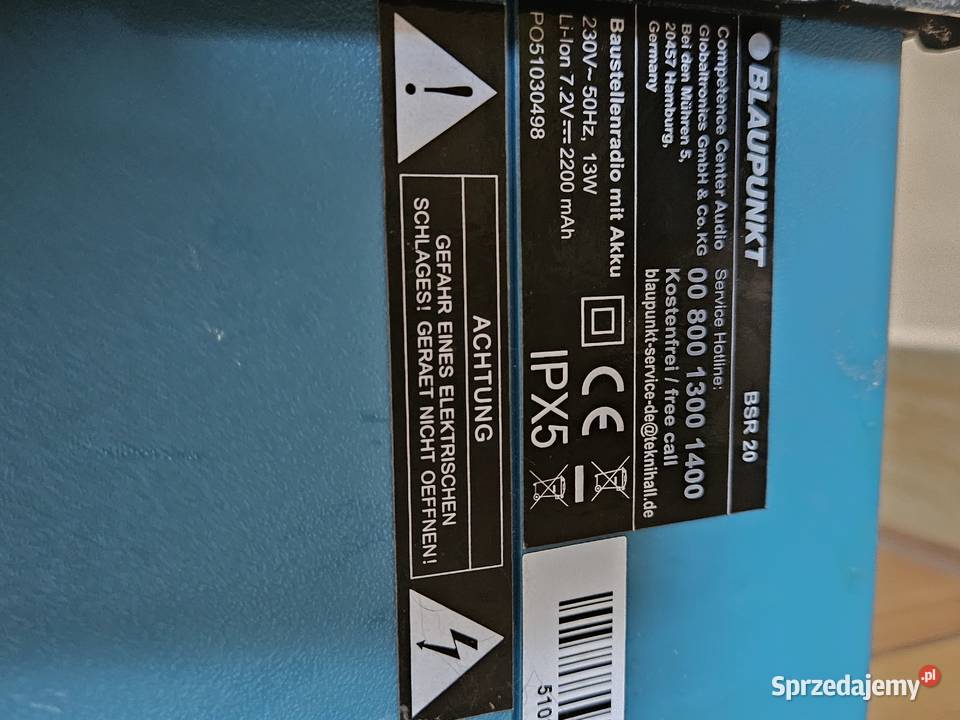 BLAUPUNKT
BSR 20
Competence Center Audio
Globaltronics GmbH & Co. KG
Bei den Mühren 5,
20457 Hamburg,
Germany
Service Hotline:
00 800 1300 1400
Kostenfrei / free call
blaupunkt-service-de@teknihall.de
Baustellenradio mit Akku
230V~50Hz, 13W
Li-Ion 7.2V⎓2200 mAh
PO51030498
CE
IPX5
ACHTUNG
GEFAHR EINES ELEKTRISCHEN
SCHLAGES! GERAET NICHT OEFFNEN!
510
Sprzedajemy.pl